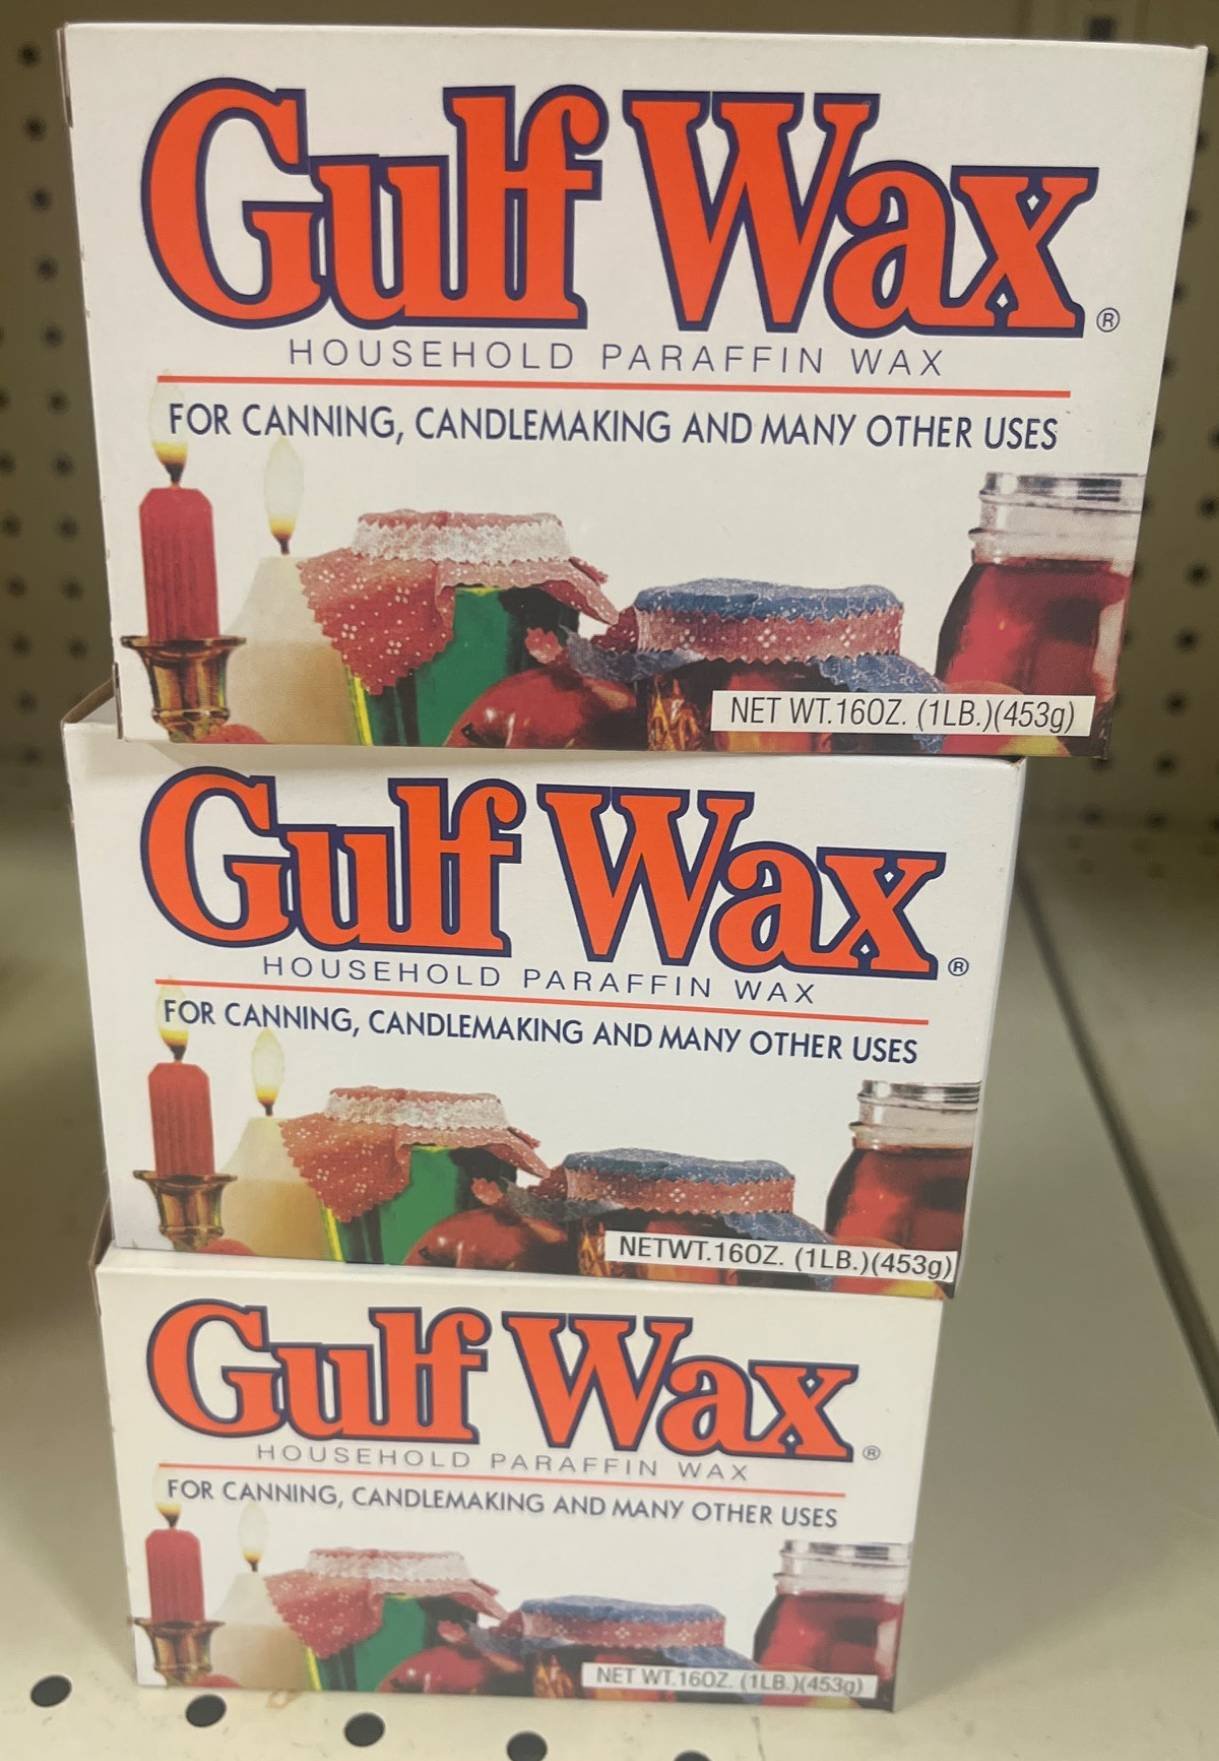 Gulf Wax®
HOUSEHOLD PARAFFIN WAX
FOR CANNING, CANDLEMAKING AND MANY OTHER USES
NET WT.16OZ. (1LB.)(453g)
Gulf Wax®
HOUSEHOLD PARAFFIN WAX
FOR CANNING, CANDLEMAKING AND MANY OTHER USES
NETWT.16OZ. (1LB.)(453g)
Gulf Wax®
HOUSEHOLD PARAFFIN WAX
FOR CANNING, CANDLEMAKING AND MANY OTHER USES
NET WT.16OZ. (1LB.)(453g)